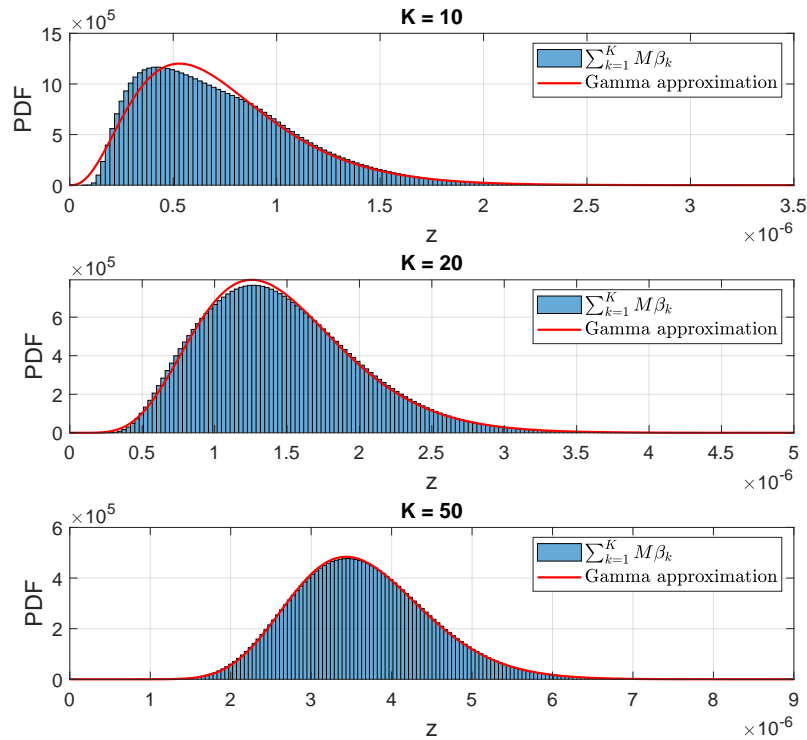 K = 10
×10^5
15
10
5
0
PDF
∑_{k=1}^{K} Mβ_k
Gamma approximation
0 0.5 1 1.5 2 2.5 3 3.5
z
×10^{-6}
K = 20
×10^5
6
4
2
0
PDF
∑_{k=1}^{K} Mβ_k
Gamma approximation
0 0.5 1 1.5 2 2.5 3 3.5 4 4.5 5
z
×10^{-6}
K = 50
×10^5
6
4
2
0
PDF
∑_{k=1}^{K} Mβ_k
Gamma approximation
0 1 2 3 4 5 6 7 8 9
z
×10^{-6}